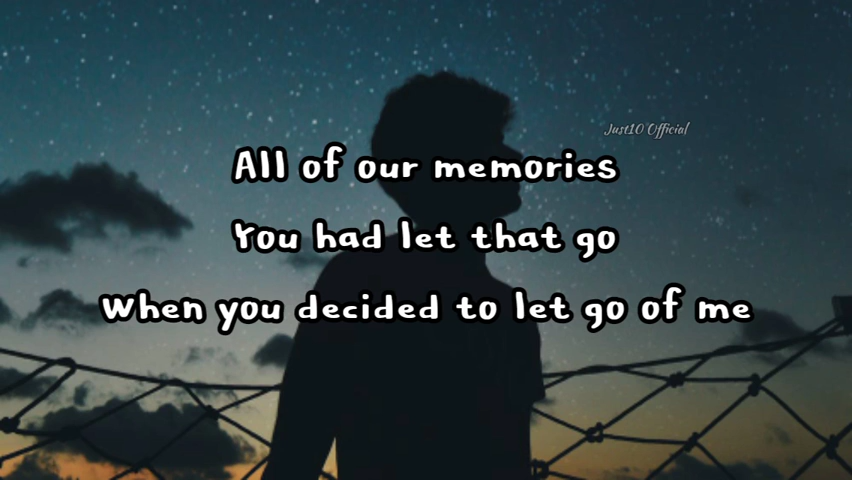 Just10 Official
All of our memories
You had let that go
When you decided to let go of me